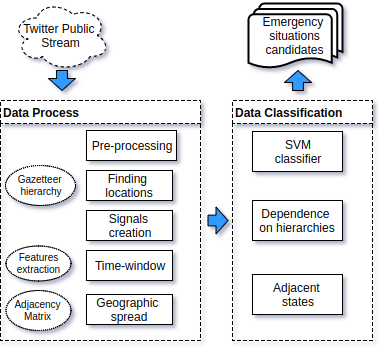 Twitter Public
Stream
Emergency
situations
candidates
Data Process
Pre-processing
Gazetteer
hierarchy
Finding
locations
Signals
creation
Features
extraction
Time-window
Adjacency
Matrix
Geographic
spread
Data Classification
SVM
classifier
Dependence
on hierarchies
Adjacent
states